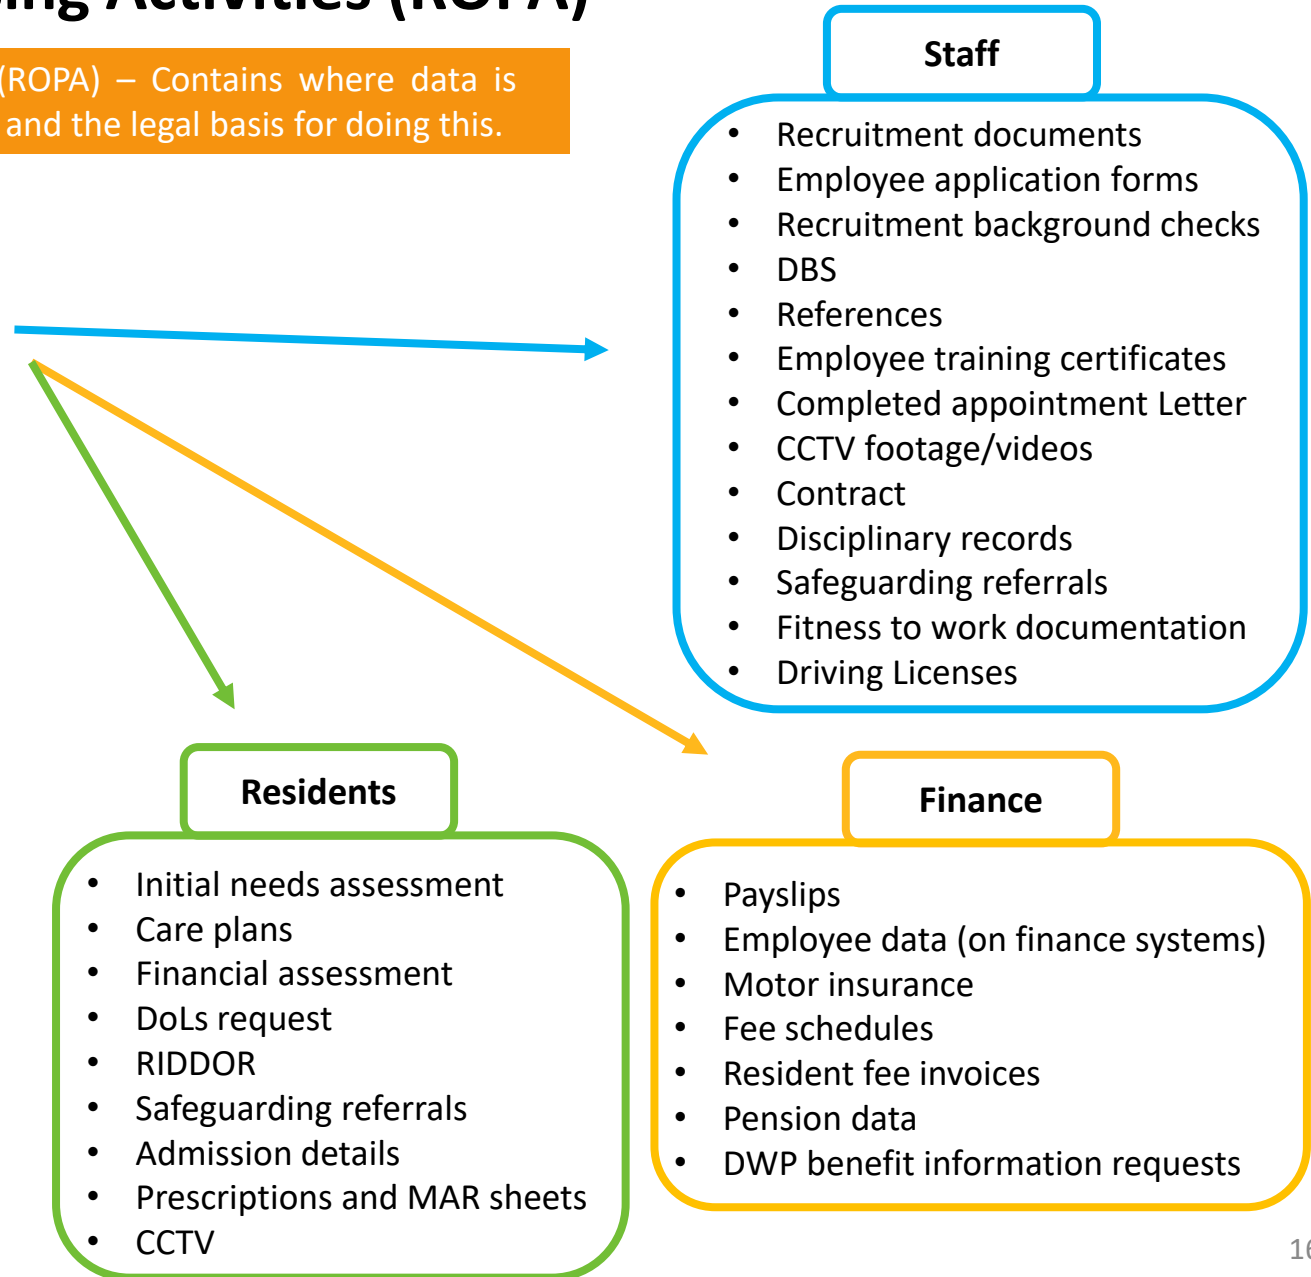 Activities (ROPA)
(ROPA) – Contains where data is
and the legal basis for doing this.
Staff
• Recruitment documents
• Employee application forms
• Recruitment background checks
• DBS
• References
• Employee training certificates
• Completed appointment Letter
• CCTV footage/videos
• Contract
• Disciplinary records
• Safeguarding referrals
• Fitness to work documentation
• Driving Licenses
Residents
• Initial needs assessment
• Care plans
• Financial assessment
• DoLs request
• RIDDOR
• Safeguarding referrals
• Admission details
• Prescriptions and MAR sheets
• CCTV
Finance
• Payslips
• Employee data (on finance systems)
• Motor insurance
• Fee schedules
• Resident fee invoices
• Pension data
• DWP benefit information requests